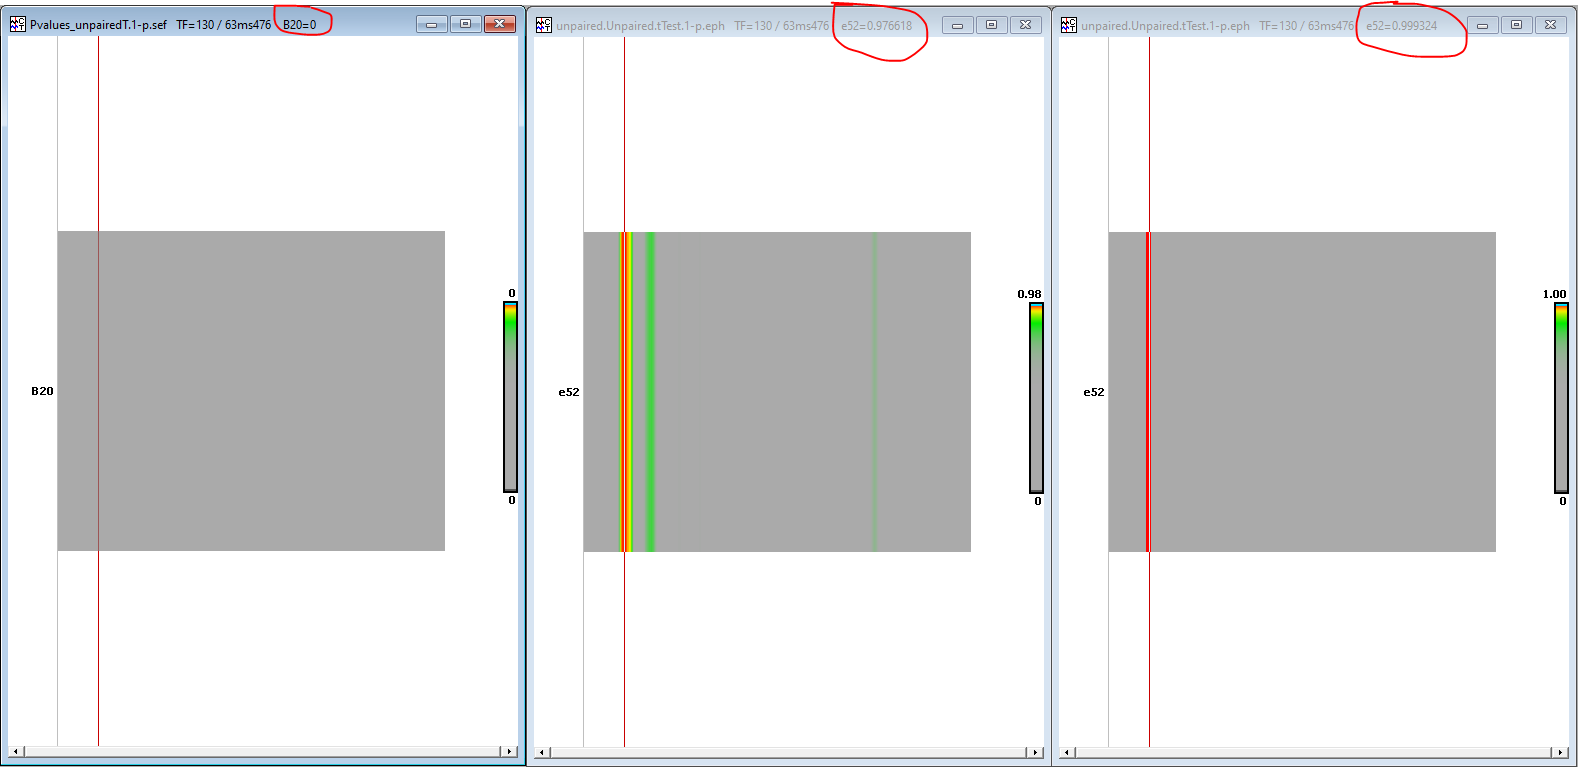 Pvalues_unpairedT.1-p.sef TF=130 / 63ms476 B20=0
0
B20
0
unpaired.Unpaired.tTest.1-p.eph TF=130 / 63ms476 e52=0.976618
0.98
e52
0
unpaired.Unpaired.tTest.1-p.eph TF=130 / 63ms476 e52=0.999324
1.00
e52
0